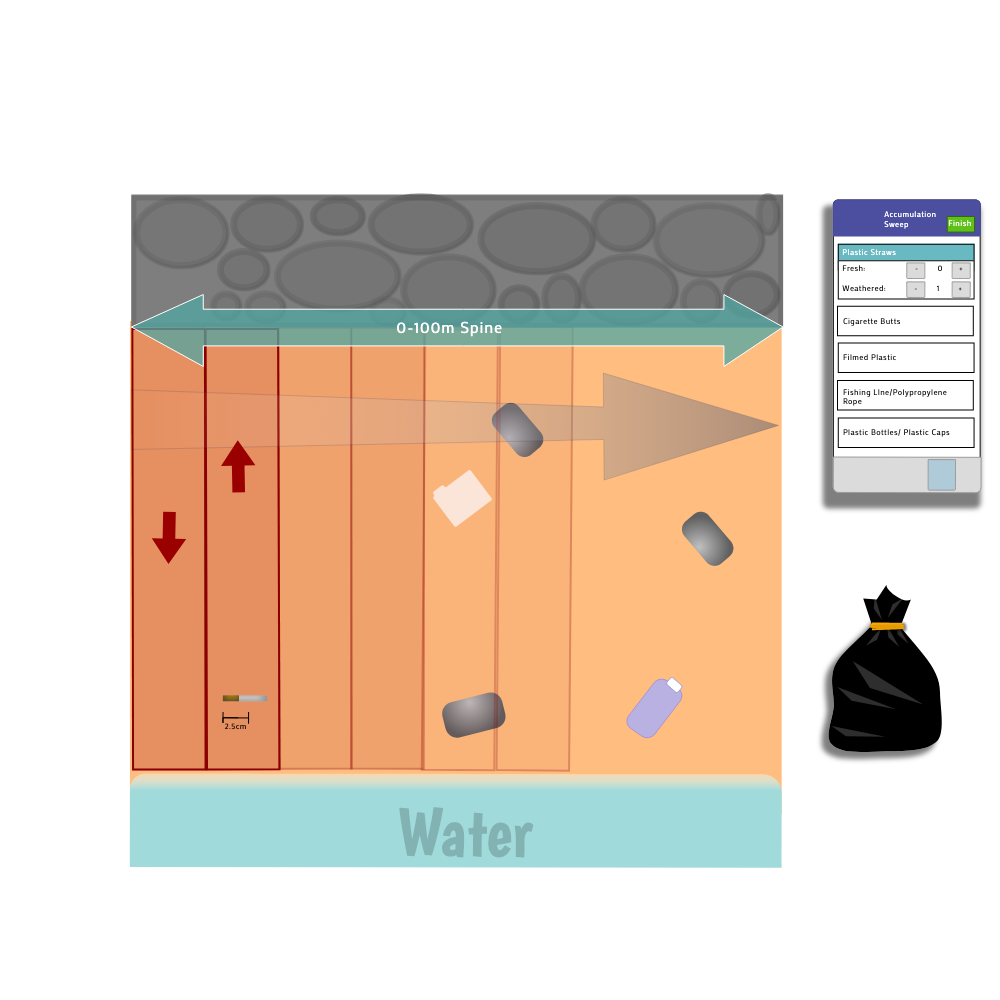 Accumulation
Sweep
Finish
Plastic Straws
Fresh:
-
0
+
Weathered:
-
1
+
Cigarette Butts
Filmed Plastic
Fishing LIne/Polypropylene
Rope
Plastic Bottles/ Plastic Caps
0-100m Spine
2.5cm
Water